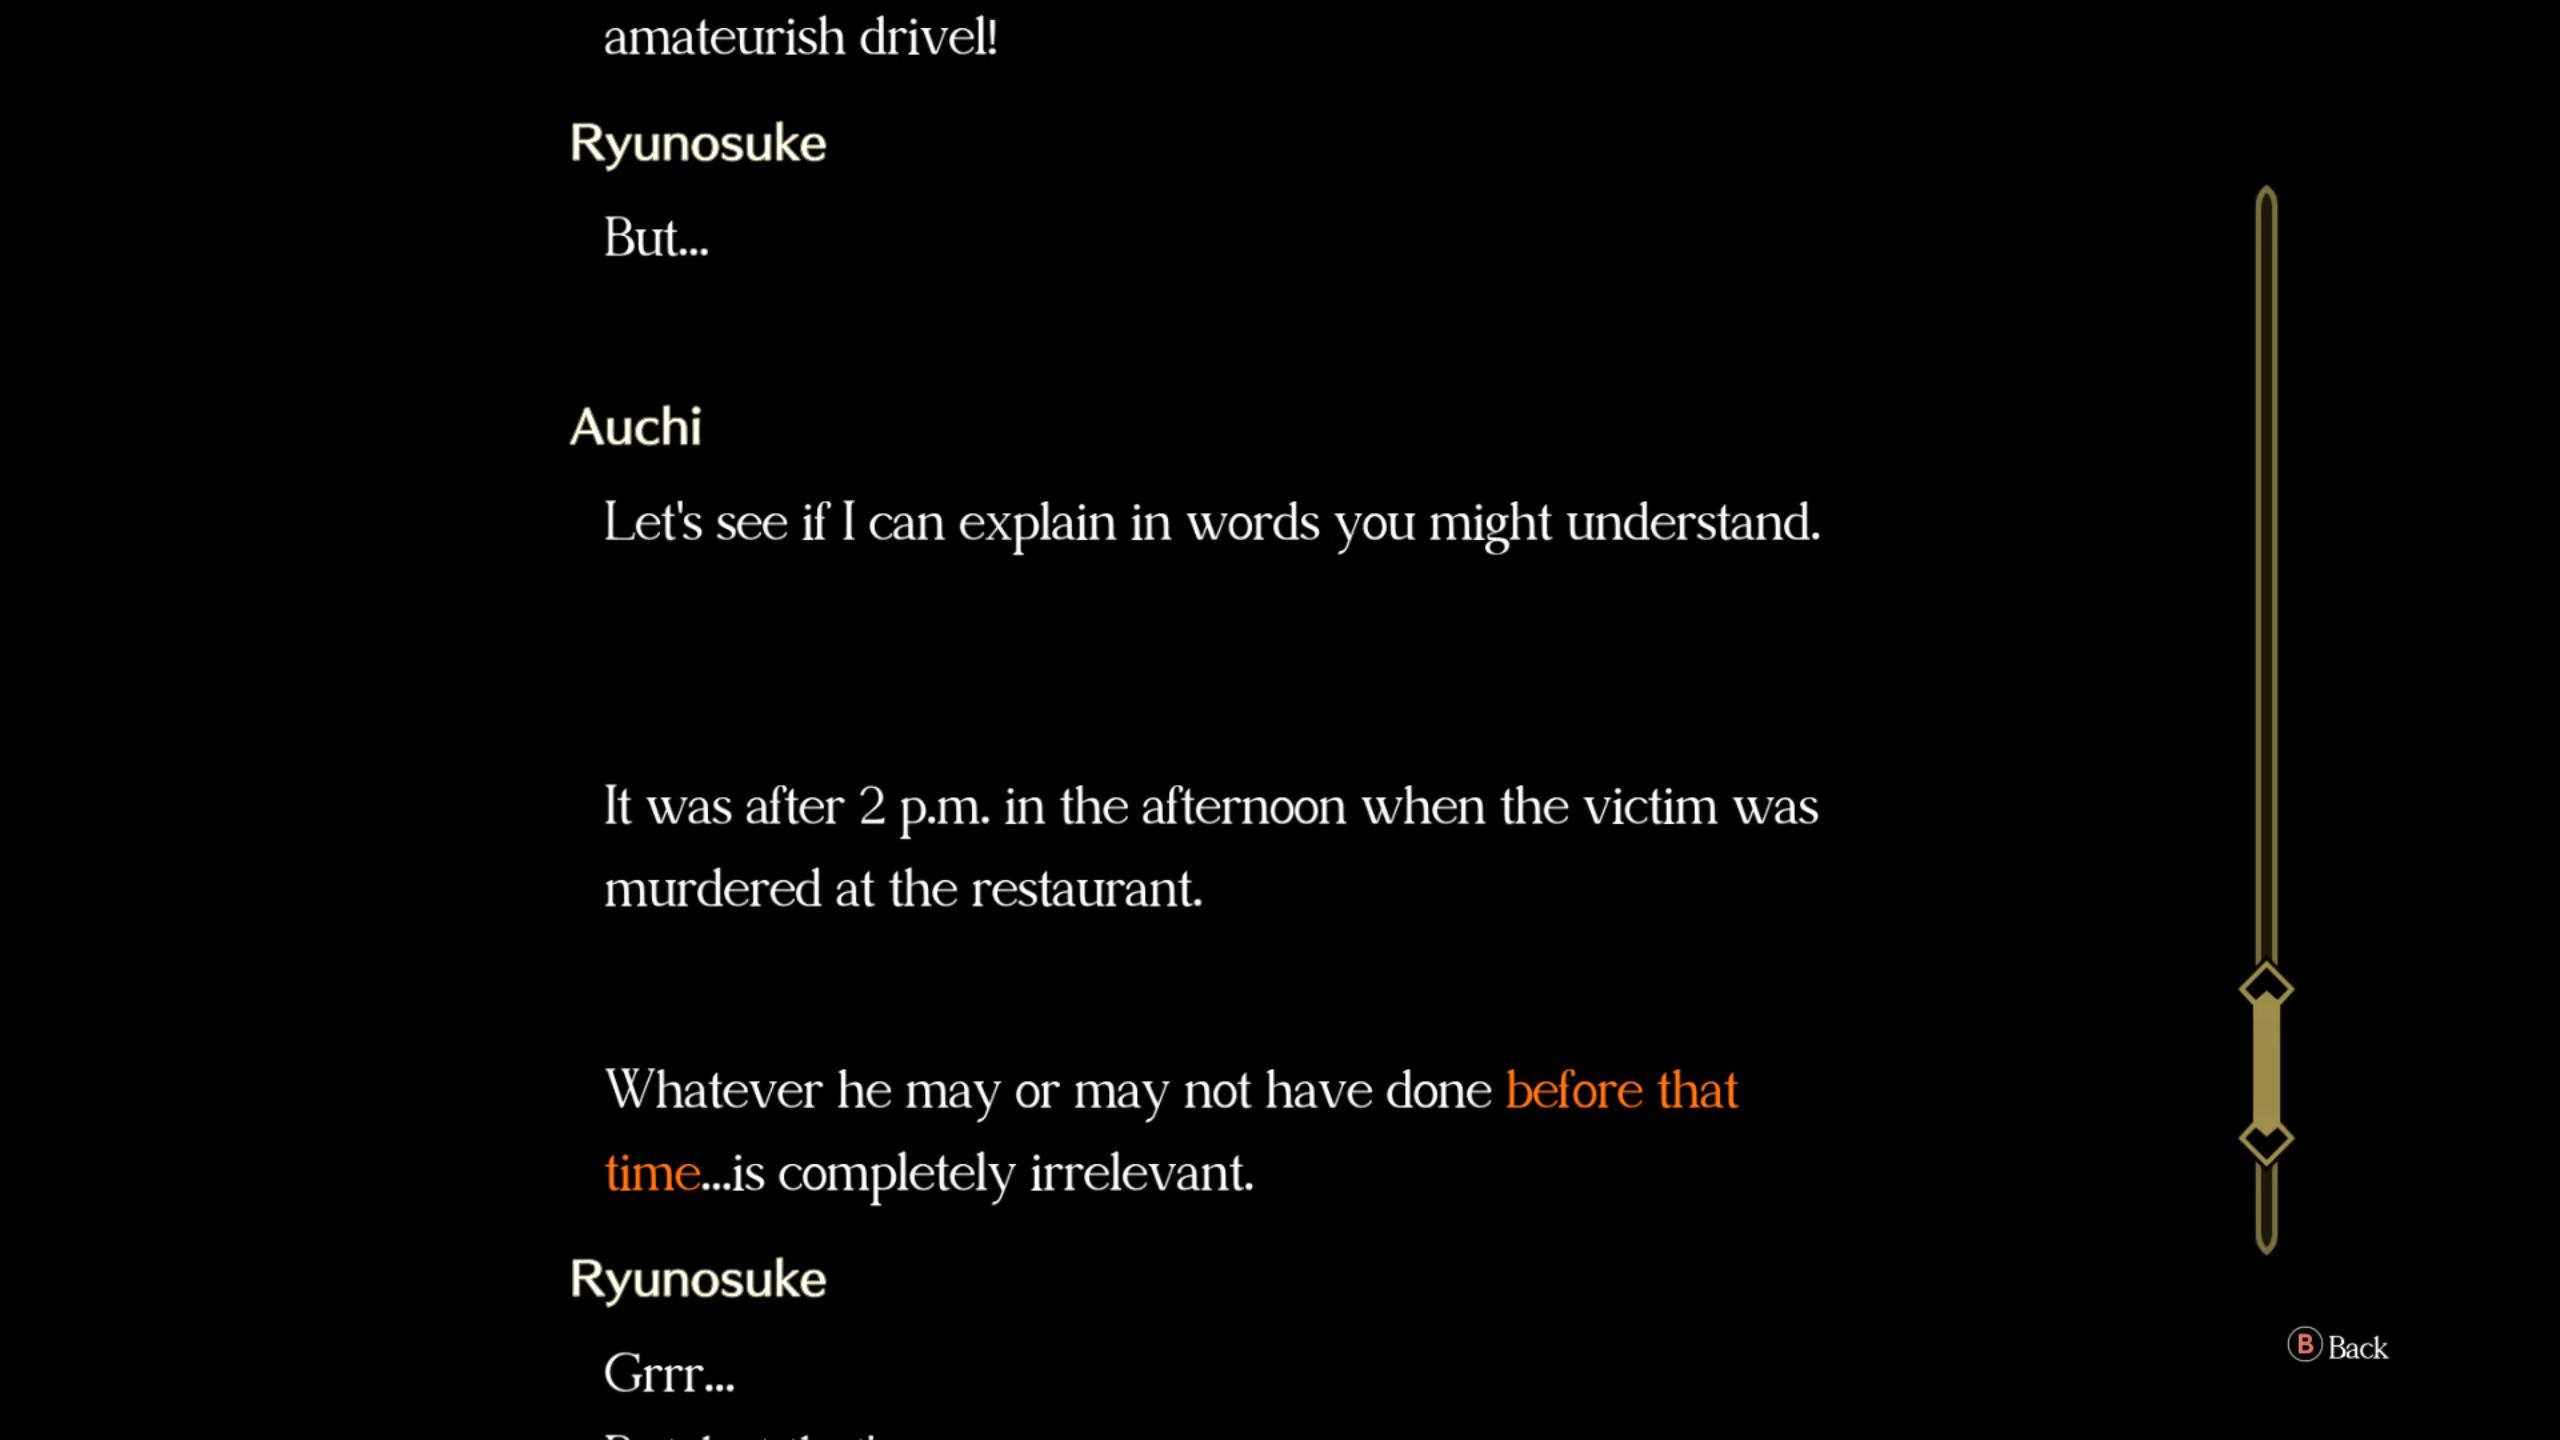 amateurish drivel!
Ryunosuke
But...
Auchi
Let's see if I can explain in words you might understand.
It was after 2 p.m. in the afternoon when the victim was
murdered at the restaurant.
Whatever he may or may not have done before that
time...is completely irrelevant.
Ryunosuke
Grrr...
B Back